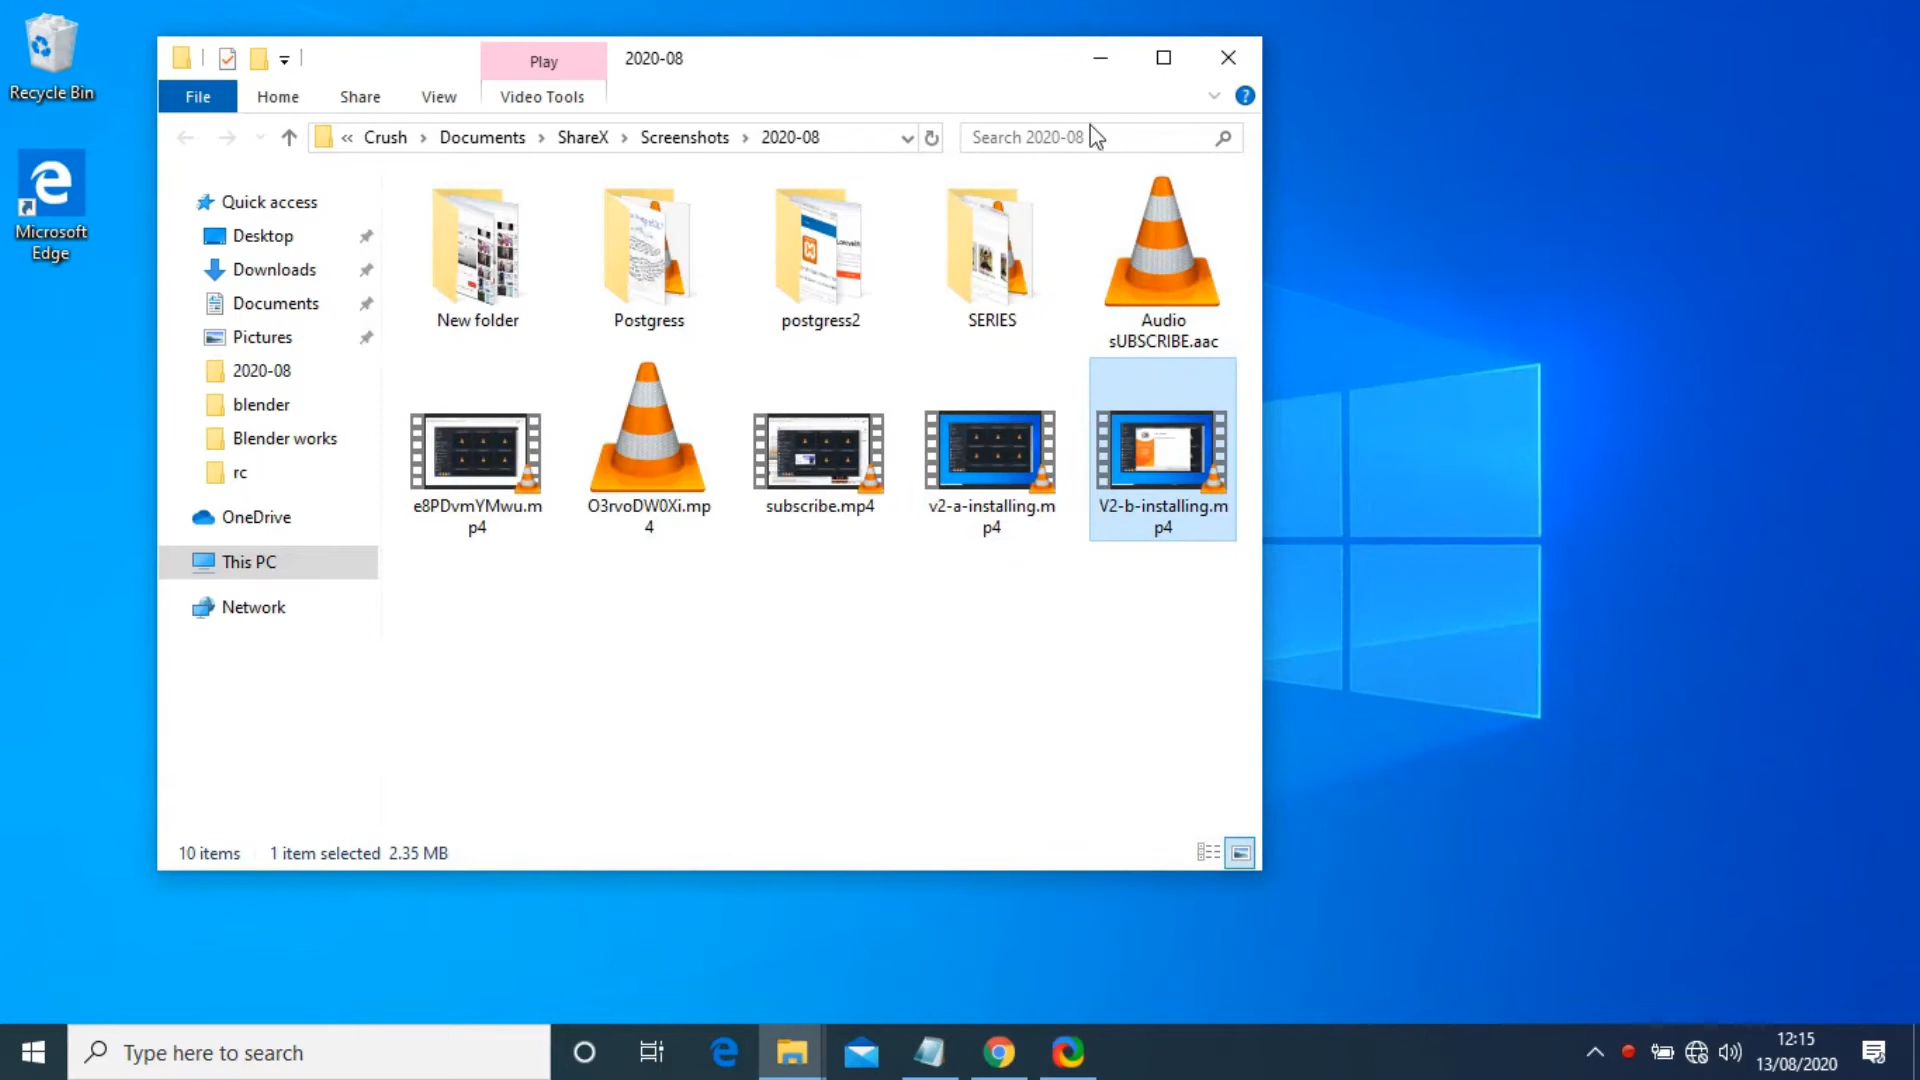 Recycle Bin
Microsoft
Edge
Play
2020-08
File
Home
Share
View
Video Tools
?
« Crush › Documents › ShareX › Screenshots › 2020-08
Search 2020-08
Quick access
Desktop
Downloads
Documents
Pictures
2020-08
blender
Blender works
rc
OneDrive
This PC
Network
New folder
Postgress
postgress2
SERIES
Audio
sUBSCRIBE.aac
e8PDvmYMwu.m
p4
O3rvoDW0Xi.mp
4
subscribe.mp4
v2-a-installing.m
p4
V2-b-installing.m
p4
10 items
1 item selected 2.35 MB
Type here to search
12:15
13/08/2020